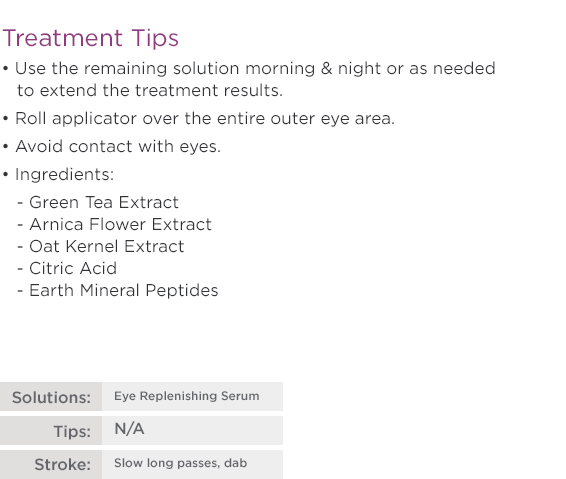 Treatment Tips
• Use the remaining solution morning & night or as needed
to extend the treatment results.
• Roll applicator over the entire outer eye area.
• Avoid contact with eyes.
• Ingredients:
- Green Tea Extract
- Arnica Flower Extract
- Oat Kernel Extract
- Citric Acid
- Earth Mineral Peptides
Solutions: Eye Replenishing Serum
Tips: N/A
Stroke: Slow long passes, dab